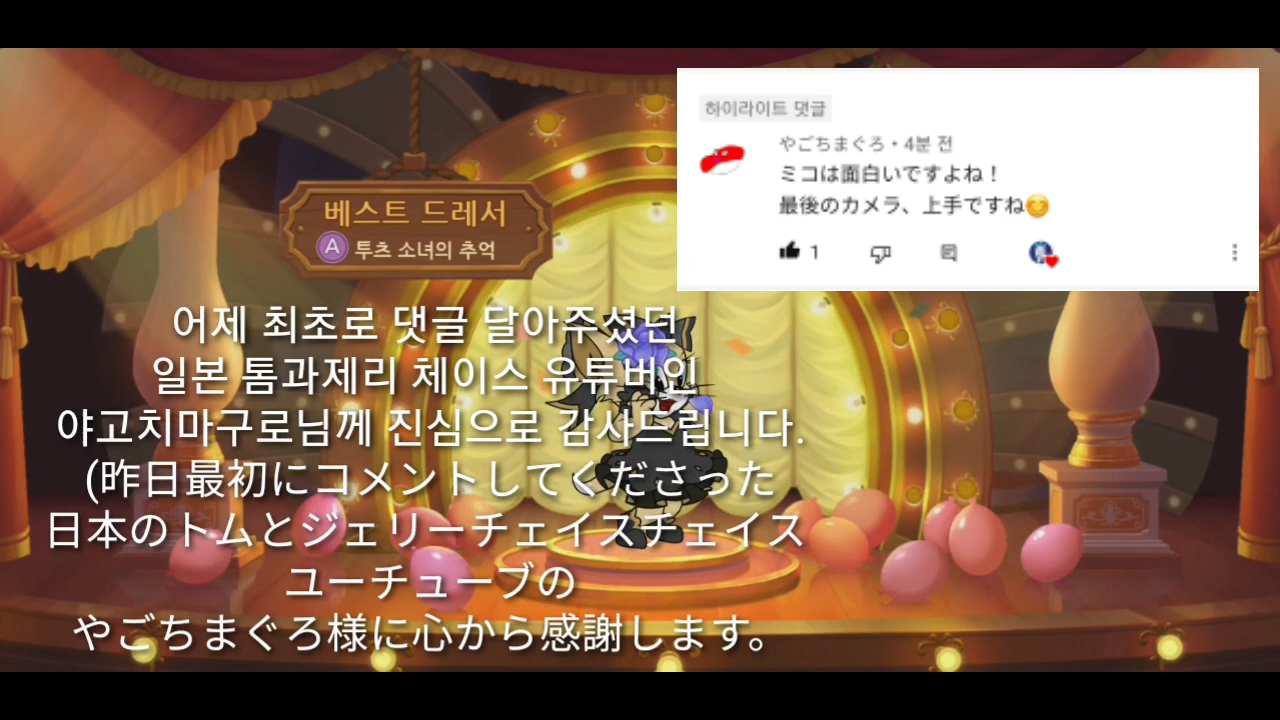 베스트 드레서
A 투츠 소녀의 추억
하이라이트 댓글
やごちまぐろ・4분 전
ミコは面白いですよね！
最後のカメラ、上手ですね😊
1
어제 최초로 댓글 달아주셨던
일본 톰과제리 체이스 유튜버인
야고치마구로님께 진심으로 감사드립니다.
(昨日最初にコメントしてくださった
日本のトムとジェリーチェイスチェイス
ユーチューブの
やごちまぐろ様に心から感謝します。